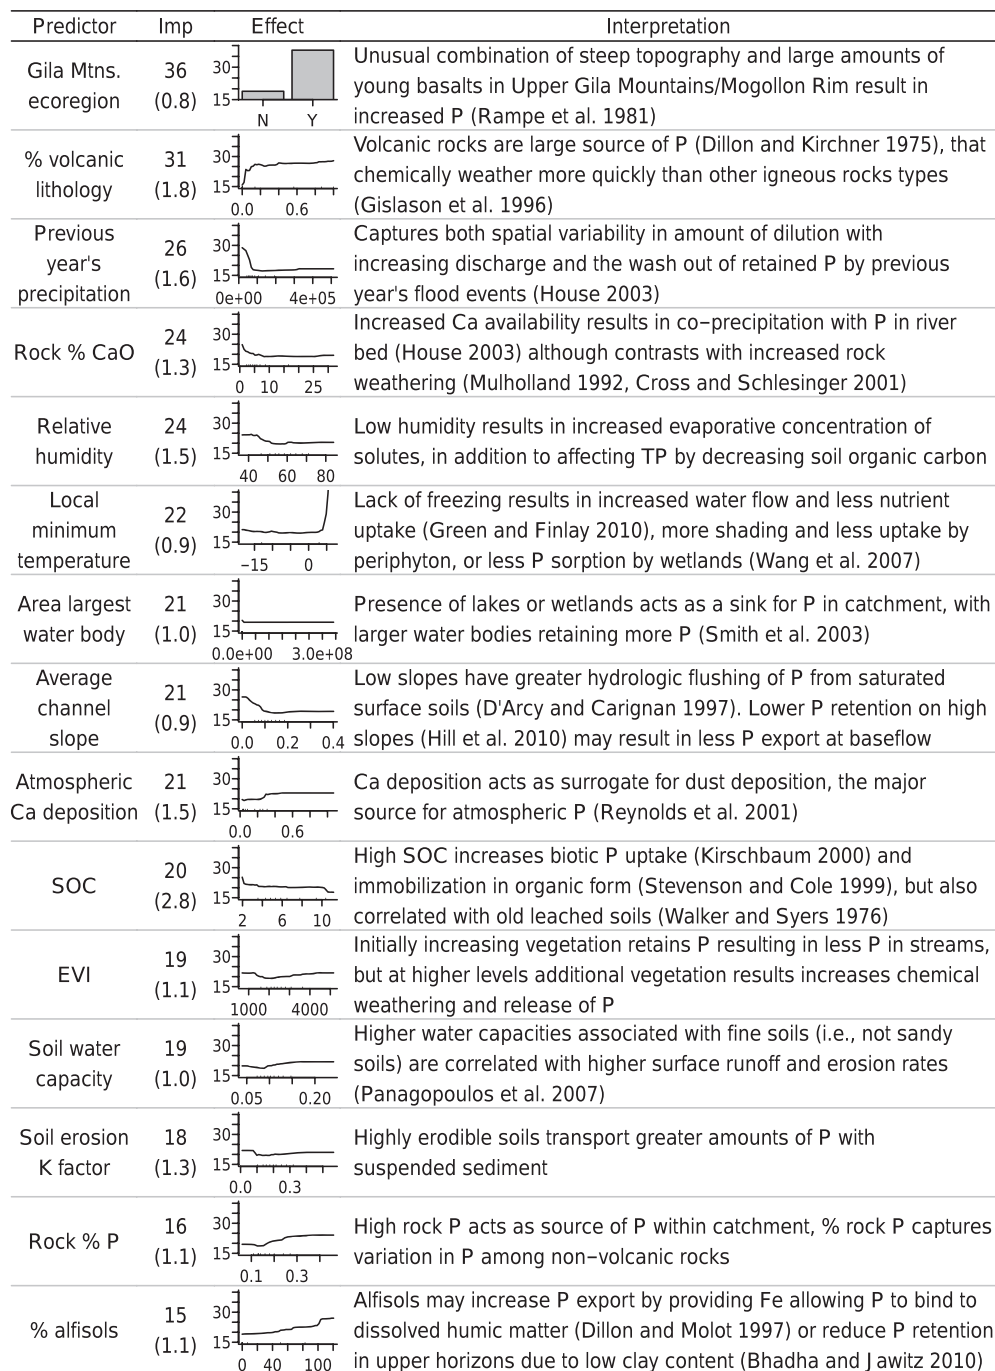 Predictor Imp Effect Interpretation
Gila Mtns. ecoregion
36 (0.8)
30 15
N Y
Unusual combination of steep topography and large amounts of
young basalts in Upper Gila Mountains/Mogollon Rim result in
increased P (Rampe et al. 1981)
% volcanic lithology
31 (1.8)
30 15
0.0 0.6
Volcanic rocks are large source of P (Dillon and Kirchner 1975), that
chemically weather more quickly than other igneous rocks types
(Gislason et al. 1996)
Previous year's precipitation
26 (1.6)
30 15
0e+00 4e+05
Captures both spatial variability in amount of dilution with
increasing discharge and the wash out of retained P by previous
year's flood events (House 2003)
Rock % CaO
24 (1.3)
30 15
0 10 25
Increased Ca availability results in co−precipitation with P in river
bed (House 2003) although contrasts with increased rock
weathering (Mulholland 1992, Cross and Schlesinger 2001)
Relative humidity
24 (1.5)
30 15
40 60 80
Low humidity results in increased evaporative concentration of
solutes, in addition to affecting TP by decreasing soil organic carbon
Local minimum temperature
22 (0.9)
30 15
−15 0
Lack of freezing results in increased water flow and less nutrient
uptake (Green and Finlay 2010), more shading and less uptake by
periphyton, or less P sorption by wetlands (Wang et al. 2007)
Area largest water body
21 (1.0)
30 15
0.0e+00 3.0e+08
Presence of lakes or wetlands acts as a sink for P in catchment, with
larger water bodies retaining more P (Smith et al. 2003)
Average channel slope
21 (0.9)
30 15
0.0 0.2 0.4
Low slopes have greater hydrologic flushing of P from saturated
surface soils (D'Arcy and Carignan 1997). Lower P retention on high
slopes (Hill et al. 2010) may result in less P export at baseflow
Atmospheric Ca deposition
21 (1.5)
30 15
0.0 0.6
Ca deposition acts as surrogate for dust deposition, the major
source for atmospheric P (Reynolds et al. 2001)
SOC
20 (2.8)
30 15
2 6 10
High SOC increases biotic P uptake (Kirschbaum 2000) and
immobilization in organic form (Stevenson and Cole 1999), but also
correlated with old leached soils (Walker and Syers 1976)
EVI
19 (1.1)
30 15
1000 4000
Initially increasing vegetation retains P resulting in less P in streams,
but at higher levels additional vegetation results increases chemical
weathering and release of P
Soil water capacity
19 (1.0)
30 15
0.05 0.20
Higher water capacities associated with fine soils (i.e., not sandy
soils) are correlated with higher surface runoff and erosion rates
(Panagopoulos et al. 2007)
Soil erosion K factor
18 (1.3)
30 15
0.0 0.3
Highly erodible soils transport greater amounts of P with
suspended sediment
Rock % P
16 (1.1)
30 15
0.1 0.3
High rock P acts as source of P within catchment, % rock P captures
variation in P among non−volcanic rocks
% alfisols
15 (1.1)
30 15
0 40 100
Alfisols may increase P export by providing Fe allowing P to bind to
dissolved humic matter (Dillon and Molot 1997) or reduce P retention
in upper horizons due to low clay content (Bhadha and Jawitz 2010)